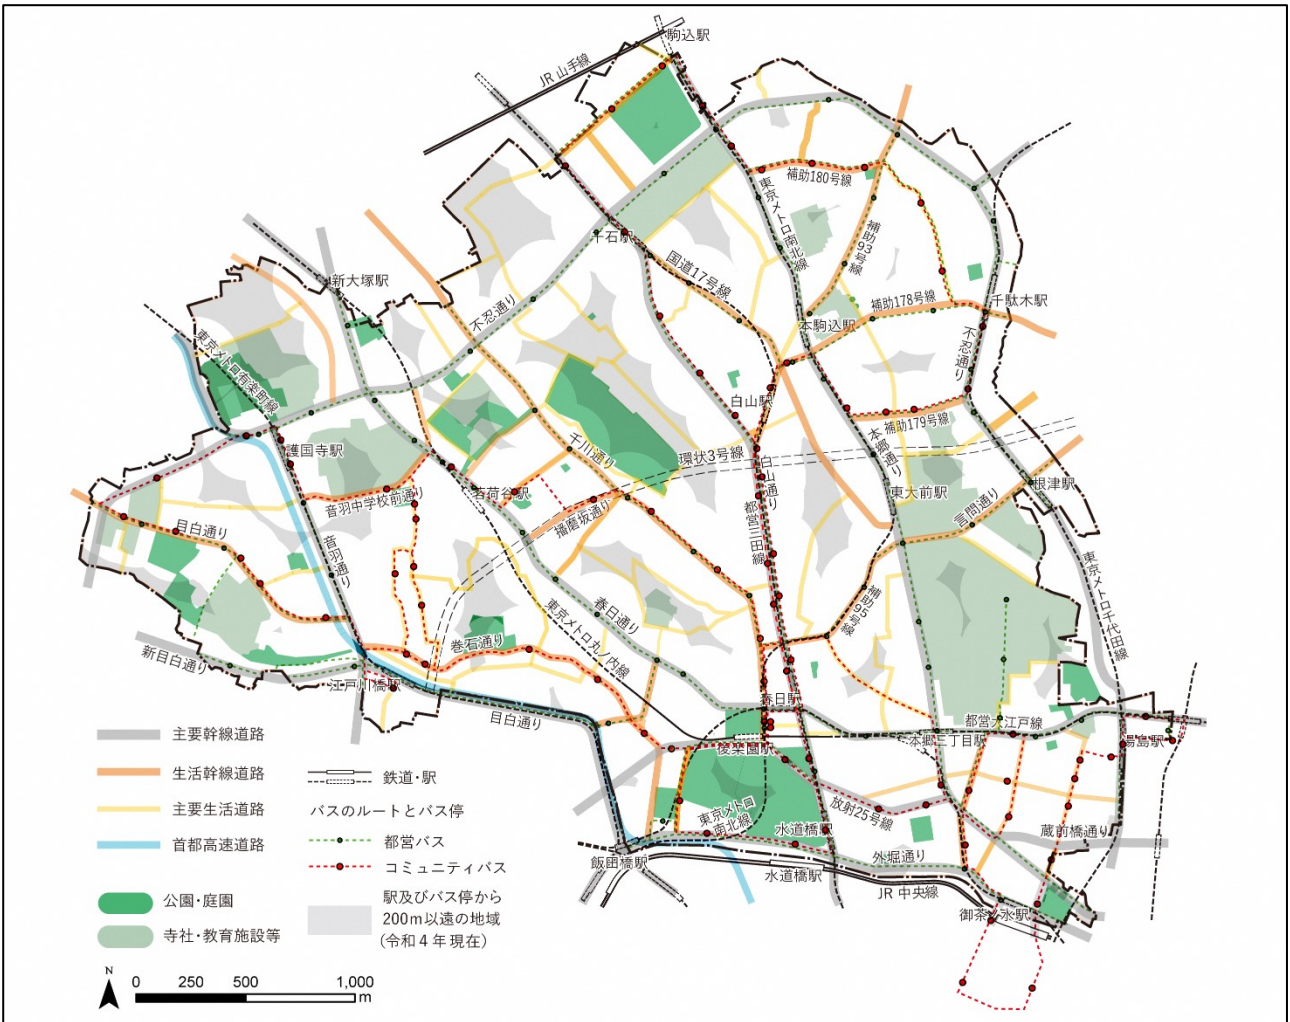 駒込駅
JR 山手線
補助180号線
東京メトロ南北線
補助93号線
千石駅
国道17号線
新大塚駅
不忍通り
補助178号線
千駄木駅
本駒込駅
不忍通り
東京メトロ有楽町線
白山駅
補助179号線
本郷通り
護国寺駅
千川通り
環状3号線
白山通り
東大前駅
根津駅
茗荷谷駅
音羽中学校前通り
播磨坂通り
言問通り
目白通り
音羽通り
都営三田線
東京メトロ千代田線
補助95号線
春日通り
東京メトロ丸ノ内線
巻石通り
新目白通り
江戸川橋駅
目白通り
春日駅
都営大江戸線
本郷三丁目駅
湯島駅
後楽園駅
主要幹線道路
生活幹線道路
主要生活道路
首都高速道路
公園・庭園
寺社・教育施設等
鉄道・駅
バスのルートとバス停
都営バス
コミュニティバス
駅及びバス停から
200m以遠の地域
(令和4年現在)
東京メトロ
南北線
水道橋駅
放射25号線
蔵前橋通り
外堀通り
飯田橋駅
水道橋駅
JR 中央線
御茶ノ水駅
N
0 250 500 1,000
m